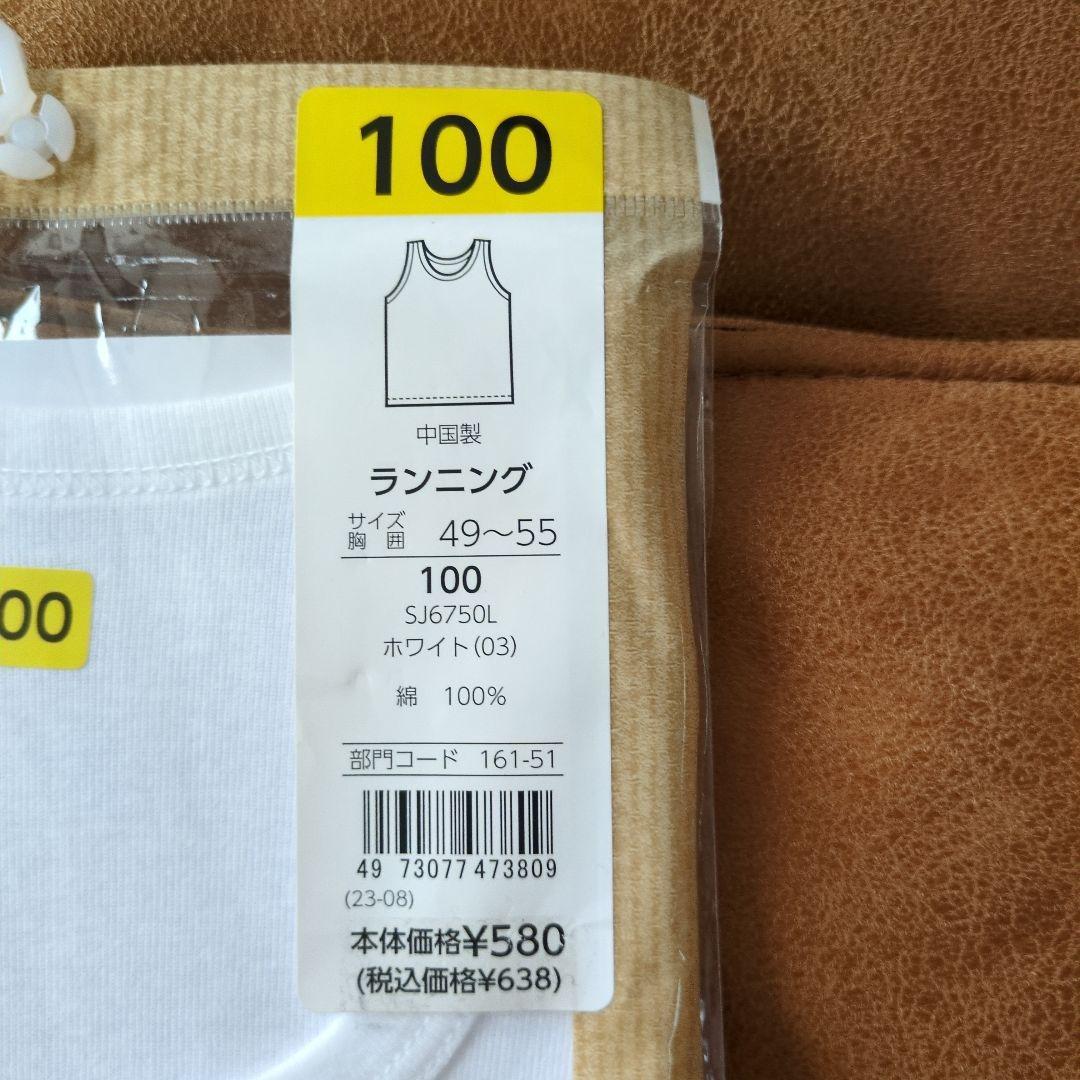 100
中国製
ランニング
サイズ
胸囲 49～55
100
SJ6750L
ホワイト(03)
綿 100%
部門コード 161-51
49 73077 473809
(23-08)
本体価格¥580
(税込価格¥638)
00